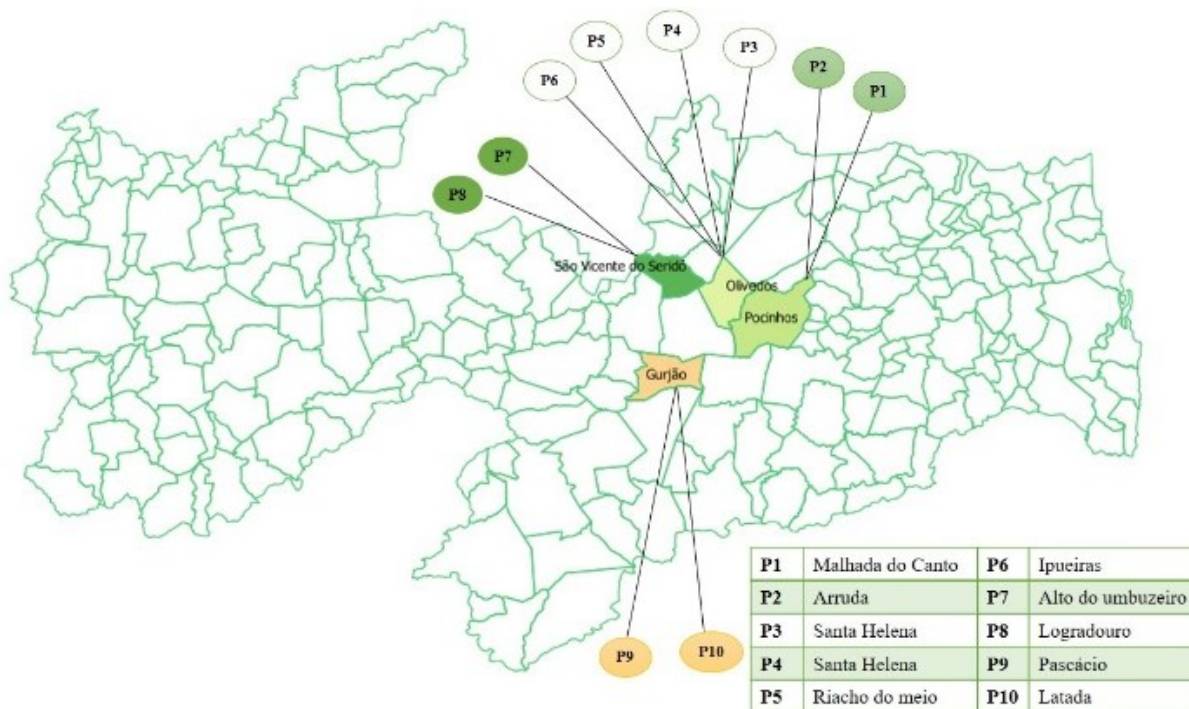 P4
P5
P3
P6
P2
P1
P7
P8
São Vicente do Seridó
Olivedos
Pocinhos
Gurjão
P9
P10
P1 Malhada do Canto P6 Ipueiras
P2 Arruda P7 Alto do umbuzeiro
P3 Santa Helena P8 Logradouro
P4 Santa Helena P9 Pascácio
P5 Riacho do meio P10 Latada